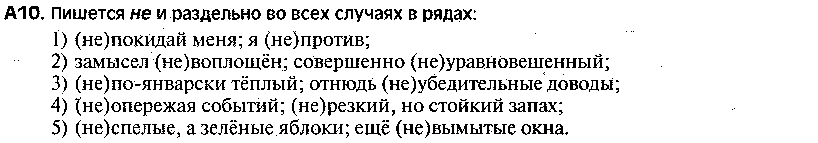 А10. Пишется не и раздельно во всех случаях в рядах:
1) (не)покидай меня; я (не)против;
2) замысел (не)воплощён; совершенно (не)уравновешенный;
3) (не)по-январски тёплый; отнюдь (не)убедительные доводы;
4) (не)опережая событий; (не)резкий, но стойкий запах;
5) (не)спелые, а зелёные яблоки; ещё (не)вымытые окна.